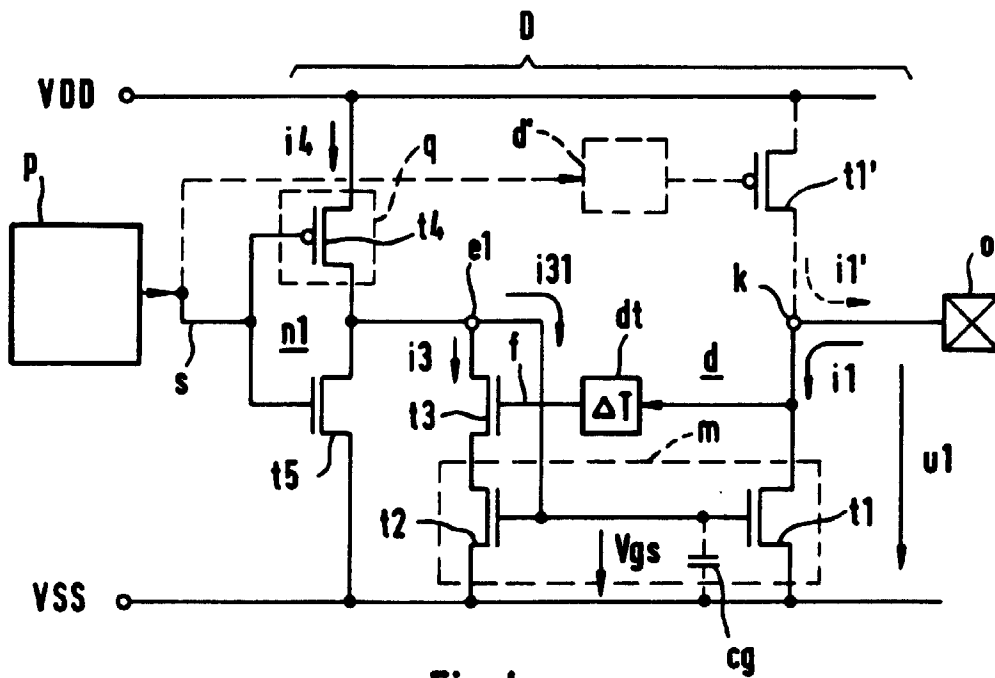 D
VDD
i4
q
d'
t1'
p
t4
e1
i31
k
i1'
o
n1
dt
d
i1
s
i3
f
ΔT
t3
m
u1
t5
t2
Vgs
t1
VSS
cg